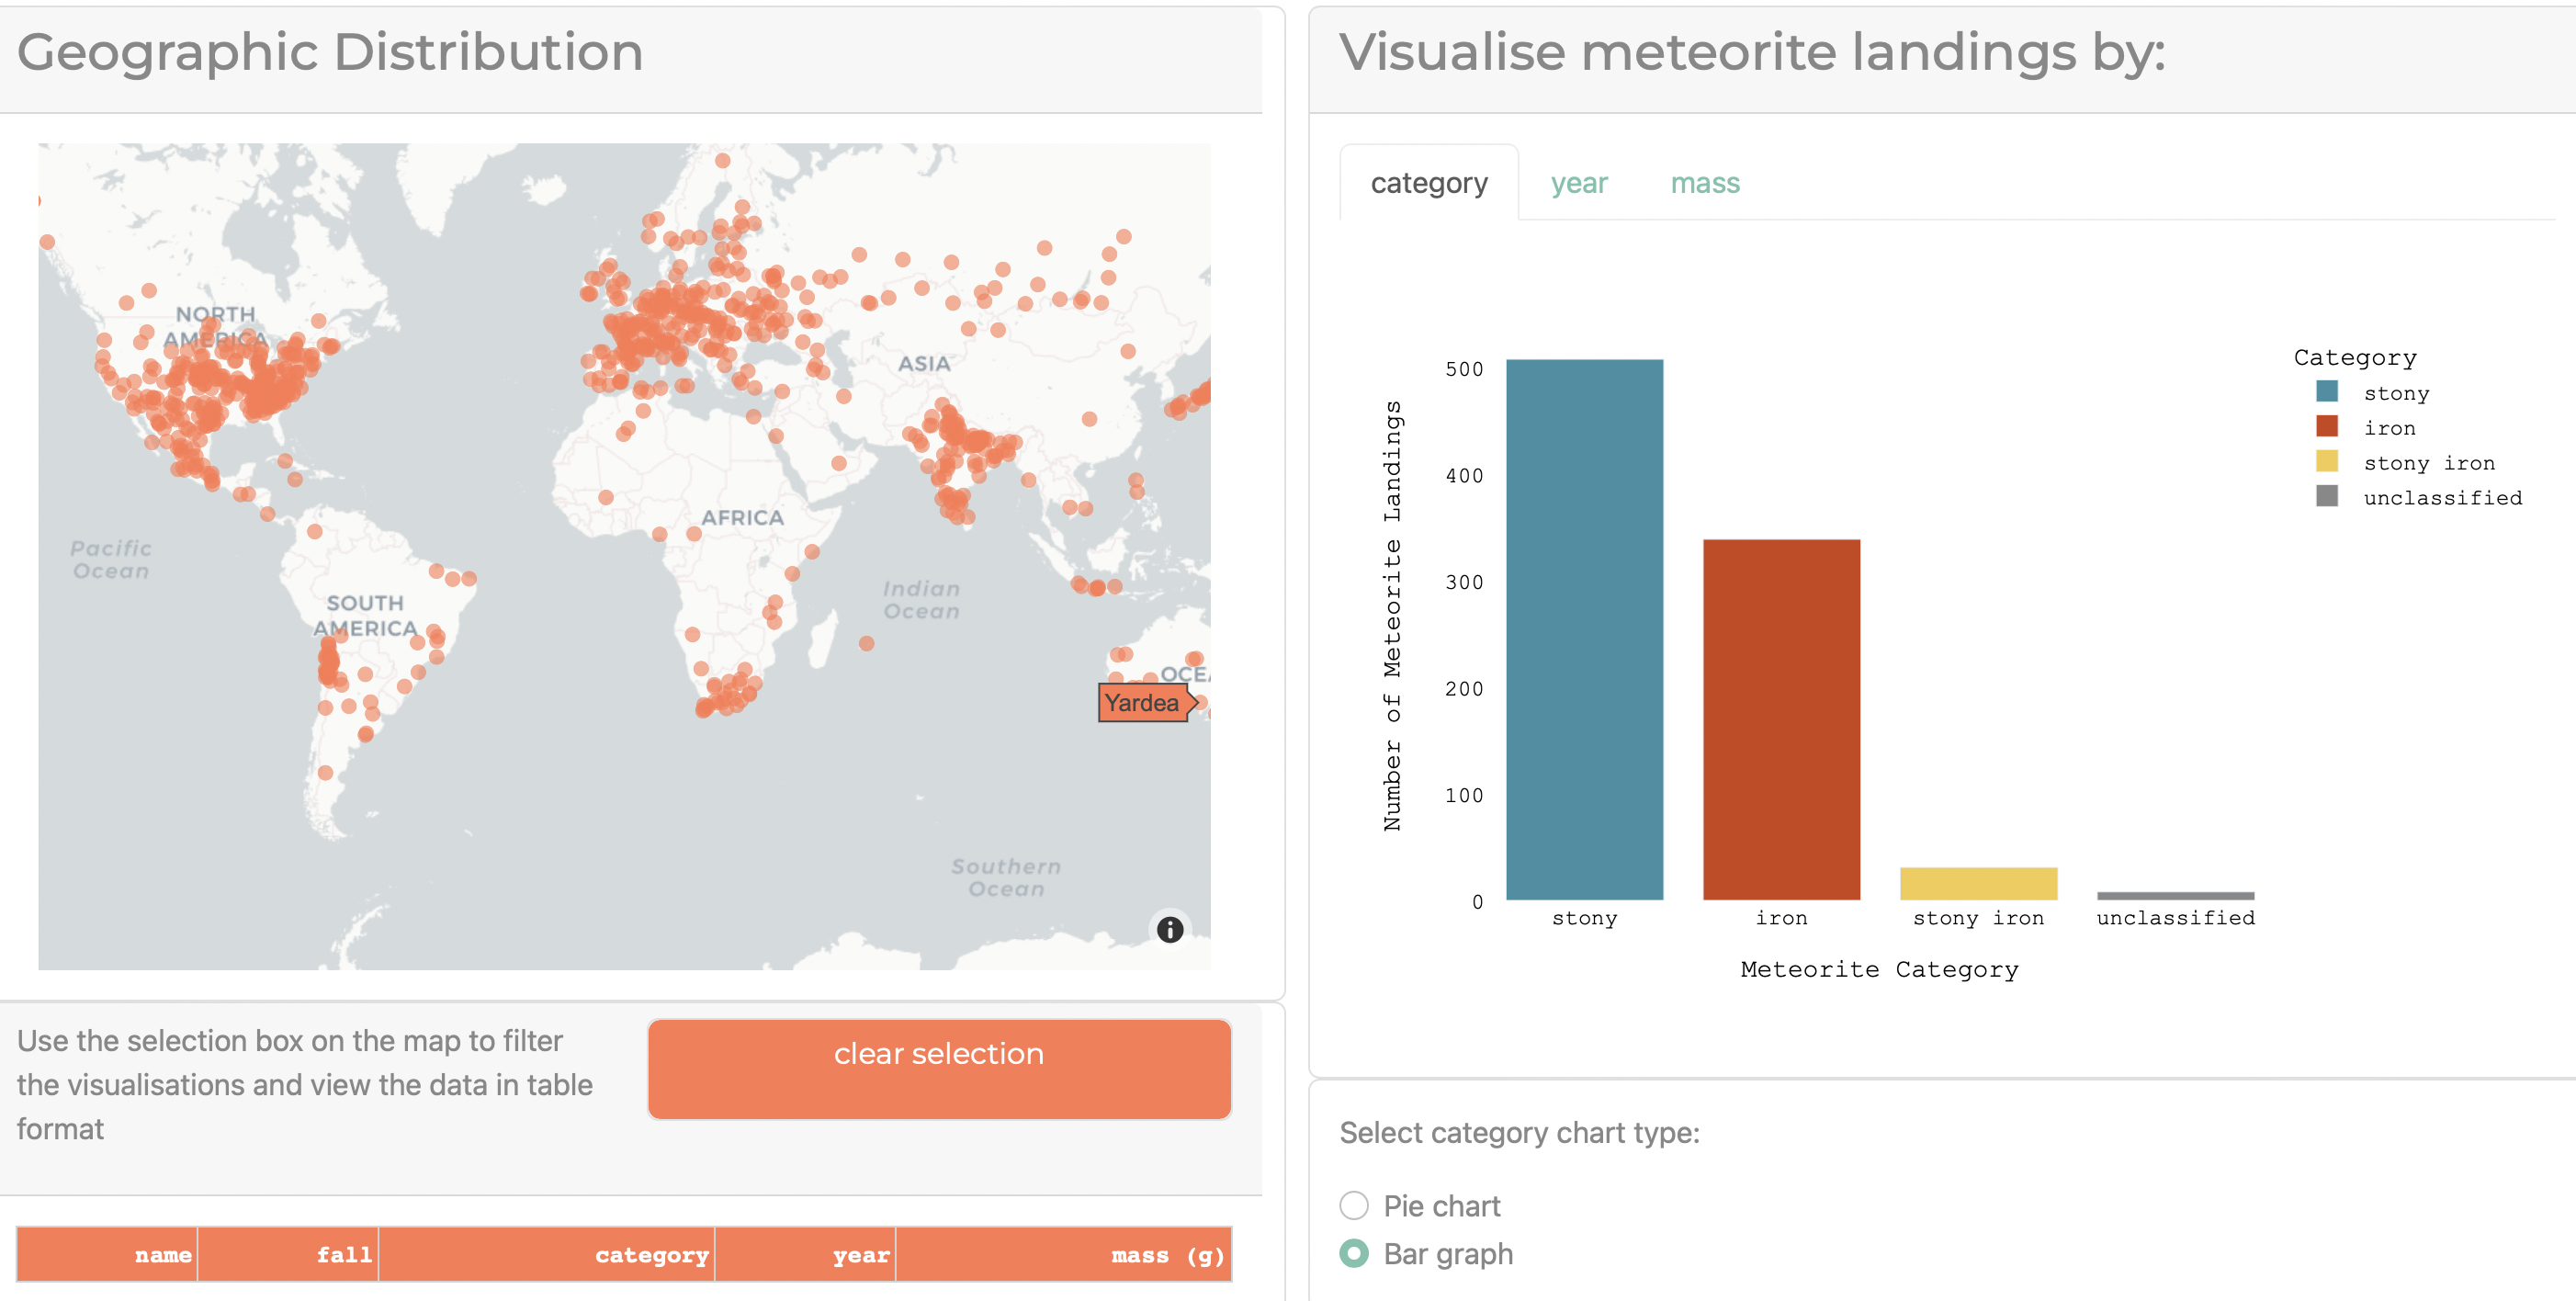 Geographic Distribution
NORTH
AMERICA
ASIA
AFRICA
Pacific
Ocean
SOUTH
AMERICA
Indian
Ocean
OCEA
Yardea
Southern
Ocean
Use the selection box on the map to filter
the visualisations and view the data in table
format
clear selection
name fall category year mass (g)
Visualise meteorite landings by:
category year mass
Number of Meteorite Landings
500
400
300
200
100
0
stony iron stony iron unclassified
Meteorite Category
Category
stony
iron
stony iron
unclassified
Select category chart type:
Pie chart
Bar graph